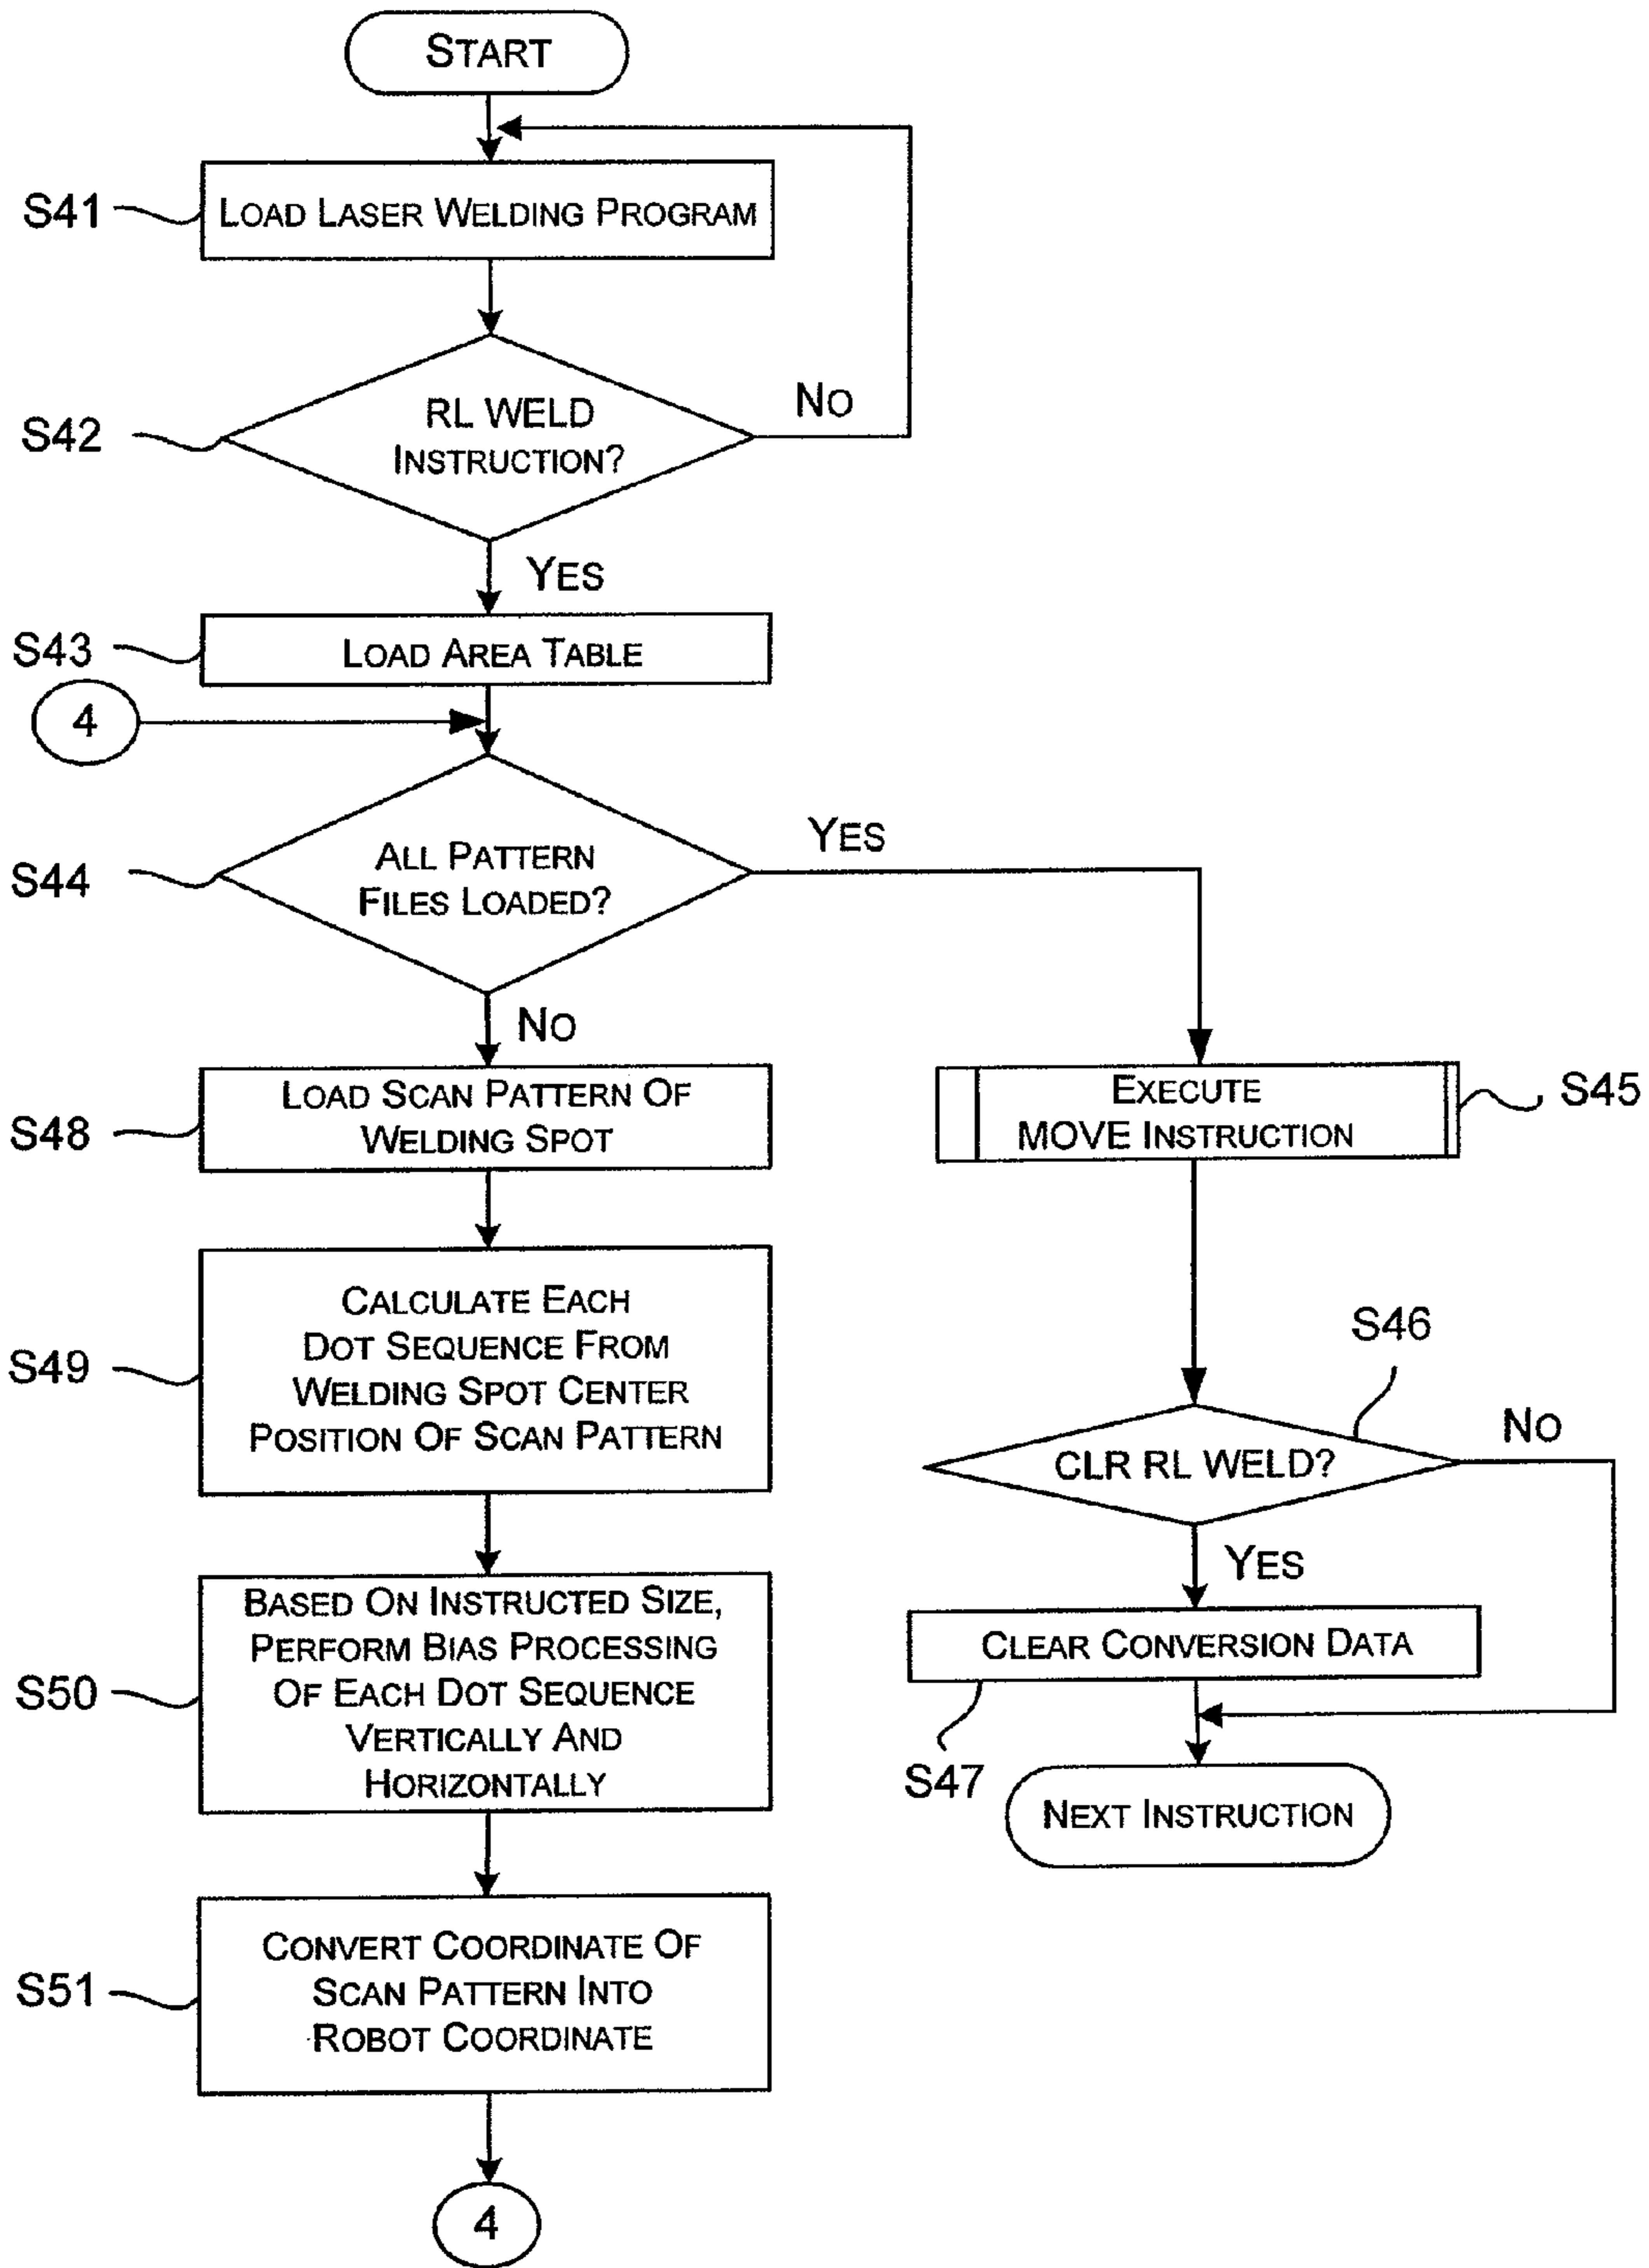 START
S41
LOAD LASER WELDING PROGRAM
S42
RL WELD
INSTRUCTION?
NO
YES
S43
LOAD AREA TABLE
4
S44
ALL PATTERN
FILES LOADED?
YES
NO
S48
LOAD SCAN PATTERN OF
WELDING SPOT
EXECUTE
MOVE INSTRUCTION
S45
S49
CALCULATE EACH
DOT SEQUENCE FROM
WELDING SPOT CENTER
POSITION OF SCAN PATTERN
S46
CLR RL WELD?
NO
YES
S50
BASED ON INSTRUCTED SIZE,
PERFORM BIAS PROCESSING
OF EACH DOT SEQUENCE
VERTICALLY AND
HORIZONTALLY
CLEAR CONVERSION DATA
S47
NEXT INSTRUCTION
S51
CONVERT COORDINATE OF
SCAN PATTERN INTO
ROBOT COORDINATE
4